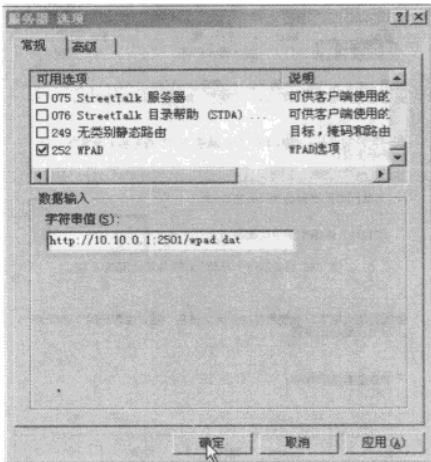 服务器 选项
常规
高级
可用选项 说明
075 StreetTalk 服务器 可供客户端使用的
076 StreetTalk 目录帮助 (STDA) ... 可供客户端使用的
249 无类别静态路由 目标，掩码和路由
252 WPAD WPAD选项
数据输入
字符串值(S):
http://10.10.0.1:2501/wpad.dat
确定 取消 应用(A)